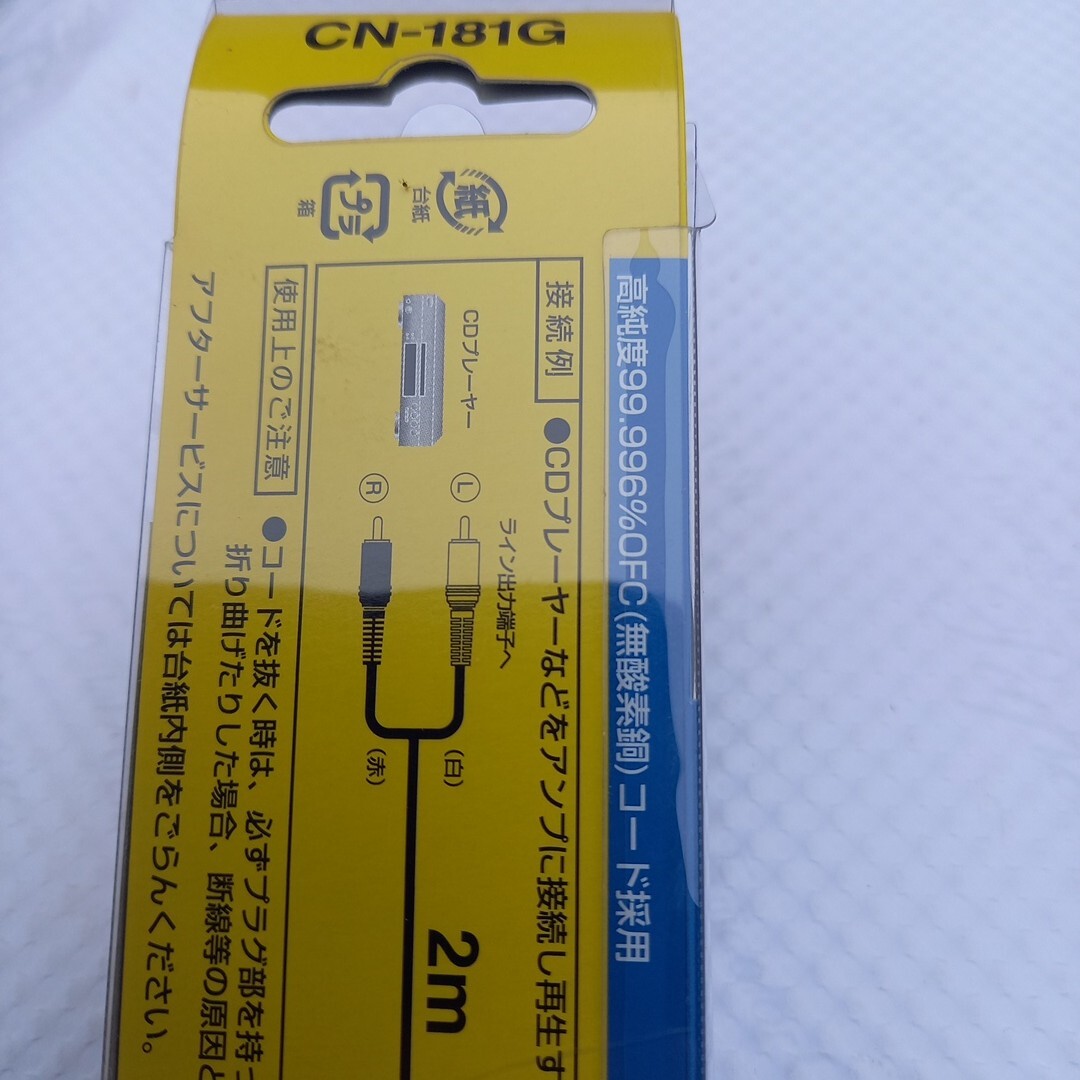 CN-181G
紙
台紙
プラ
箱
高純度99.996%OFC(無酸素銅)コード採用
接続例
●CDプレーヤーなどをアンプに接続し再生す
CDプレーヤー
ライン出力端子へ
L
R
(白)
(赤)
2m
使用上のご注意
●コードを抜く時は、必ずプラグ部を持っ
折り曲げたりした場合、断線等の原因と
アフターサービスについては台紙内側をごらんください。